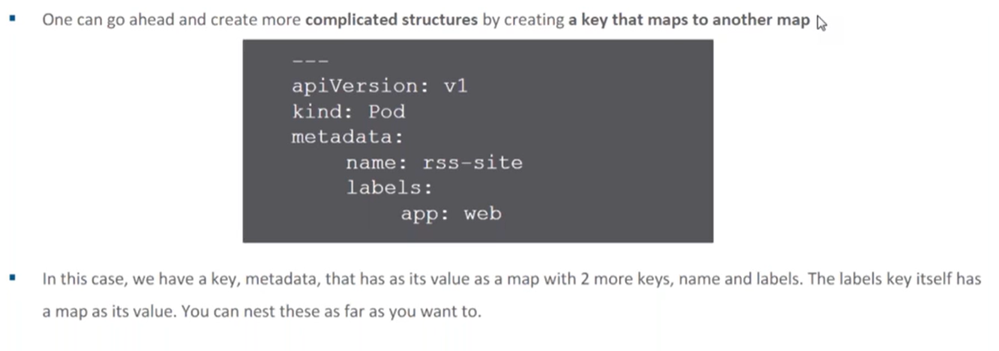 ▪ One can go ahead and create more complicated structures by creating a key that maps to another map
---
apiVersion: v1
kind: Pod
metadata:
     name: rss-site
     labels:
          app: web
▪ In this case, we have a key, metadata, that has as its value as a map with 2 more keys, name and labels. The labels key itself has
a map as its value. You can nest these as far as you want to.